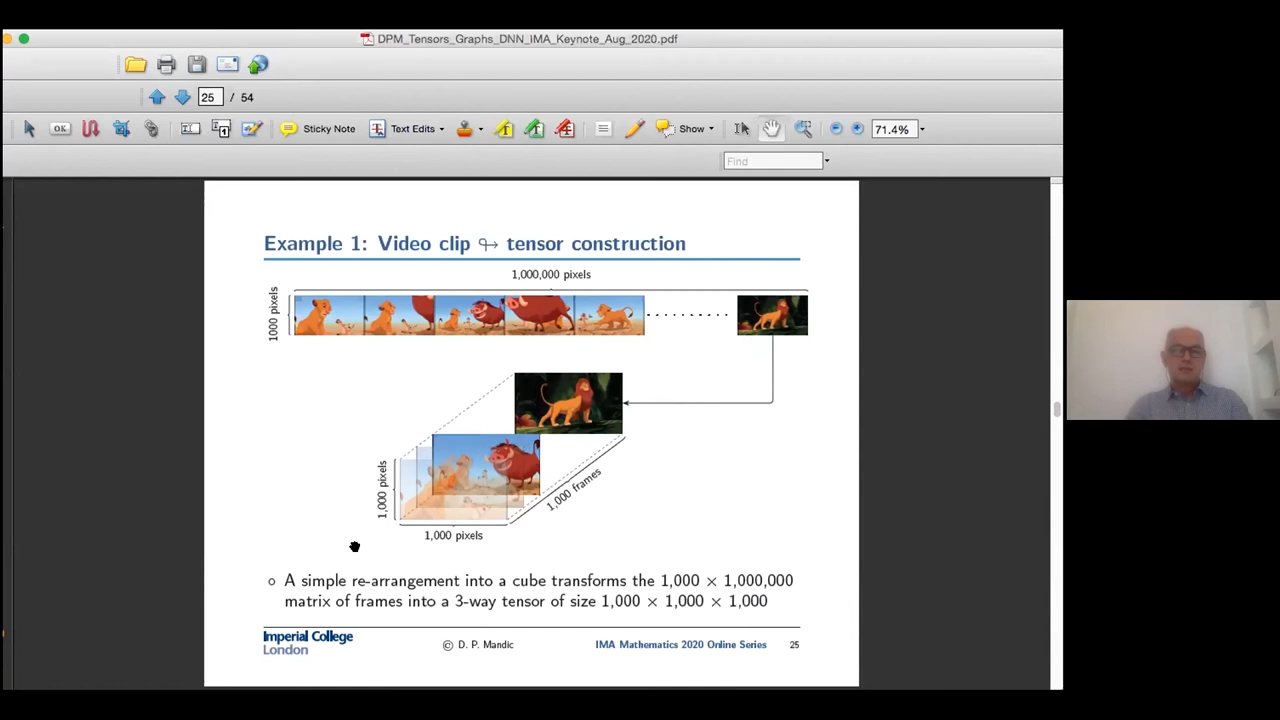 DPM_Tensors_Graphs_DNN_IMA_Keynote_Aug_2020.pdf
25 / 54
OK
Sticky Note
Text Edits
Show
71.4%
Find
Example 1: Video clip ↬ tensor construction
1,000,000 pixels
1000 pixels
1,000 pixels
1,000 frames
1,000 pixels
○ A simple re-arrangement into a cube transforms the 1,000 × 1,000,000
matrix of frames into a 3-way tensor of size 1,000 × 1,000 × 1,000
Imperial College
London
© D. P. Mandic
IMA Mathematics 2020 Online Series
25